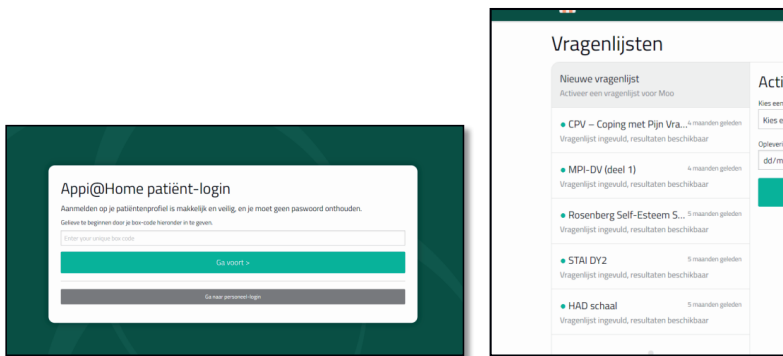 Appi@Home patiënt-login
Aanmelden op je patiëntenprofiel is makkelijk en veilig, en je moet geen paswoord onthouden.
Gelieve te beginnen door je box-code hieronder in te geven.
Enter your unique box code
Ga voort >
Ga naar personeel-login
Vragenlijsten
Nieuwe vragenlijst
Activeer een vragenlijst voor Moo
CPV – Coping met Pijn Vra... 4 maanden geleden
Vragenlijst ingevuld, resultaten beschikbaar
MPI-DV (deel 1) 4 maanden geleden
Vragenlijst ingevuld, resultaten beschikbaar
Rosenberg Self-Esteem S... 5 maanden geleden
Vragenlijst ingevuld, resultaten beschikbaar
STAI DY2 5 maanden geleden
Vragenlijst ingevuld, resultaten beschikbaar
HAD schaal 5 maanden geleden
Vragenlijst ingevuld, resultaten beschikbaar
Acti
Kies een
Kies e
Opleveri
dd/m